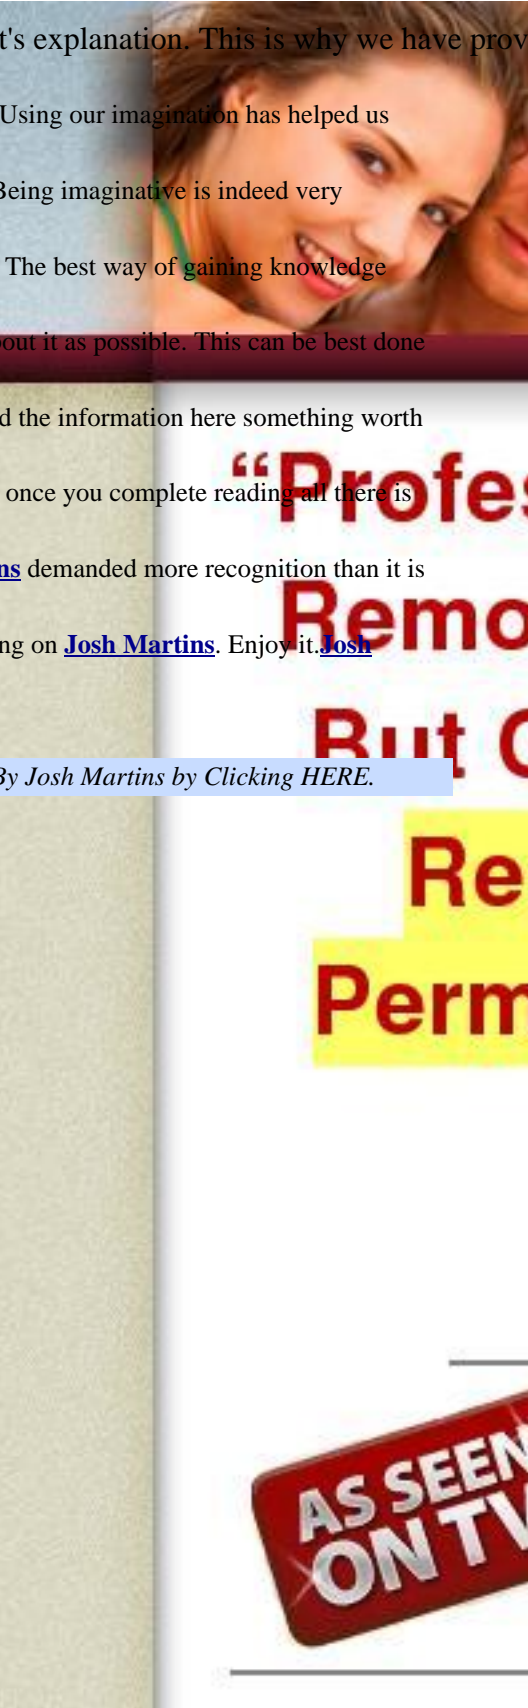 t's explanation. This is why we have prov
Using our imagination has helped us
Being imaginative is indeed very
The best way of gaining knowledge
bout it as possible. This can be best done
d the information here something worth
once you complete reading all there is
“Profes
ns demanded more recognition than it is
Remo
ng on Josh Martins. Enjoy it.Josh
But C
By Josh Martins by Clicking HERE.
Re
Perm
AS SEEN
ON TV